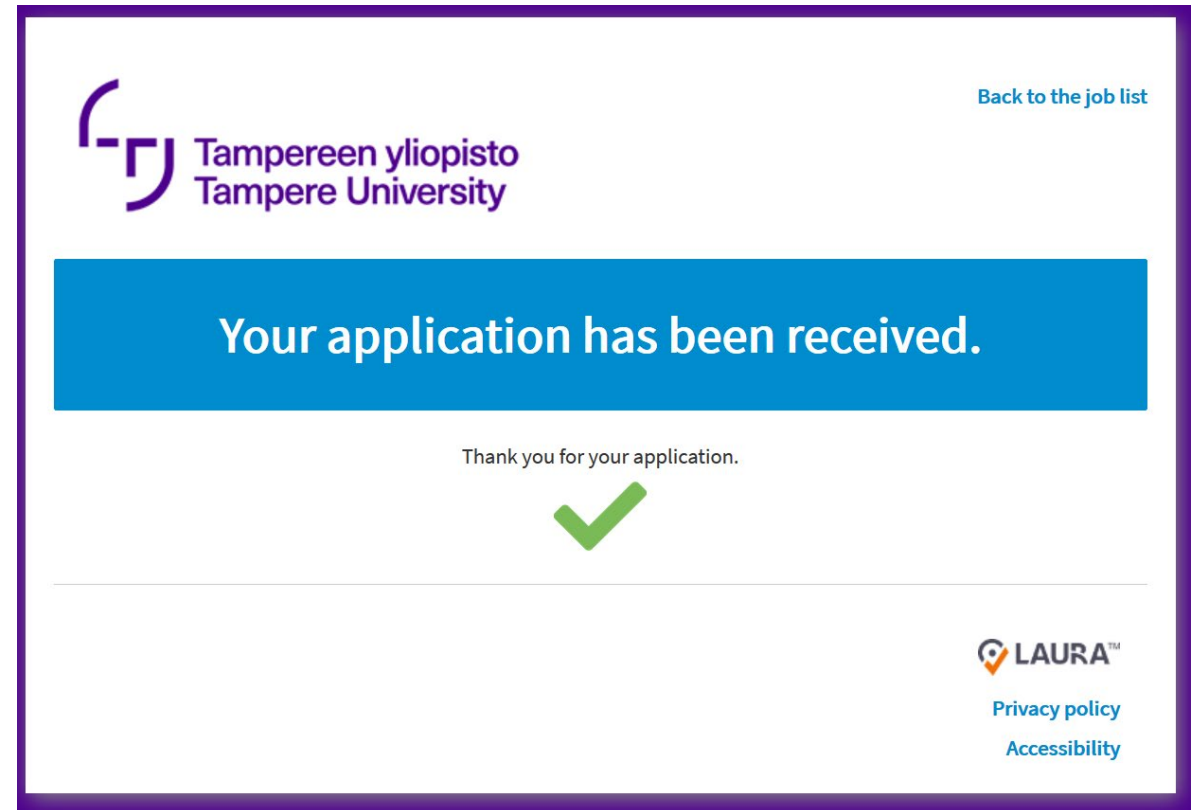 Back to the job list
Tampereen yliopisto
Tampere University
Your application has been received.
Thank you for your application.
LAURA™
Privacy policy
Accessibility